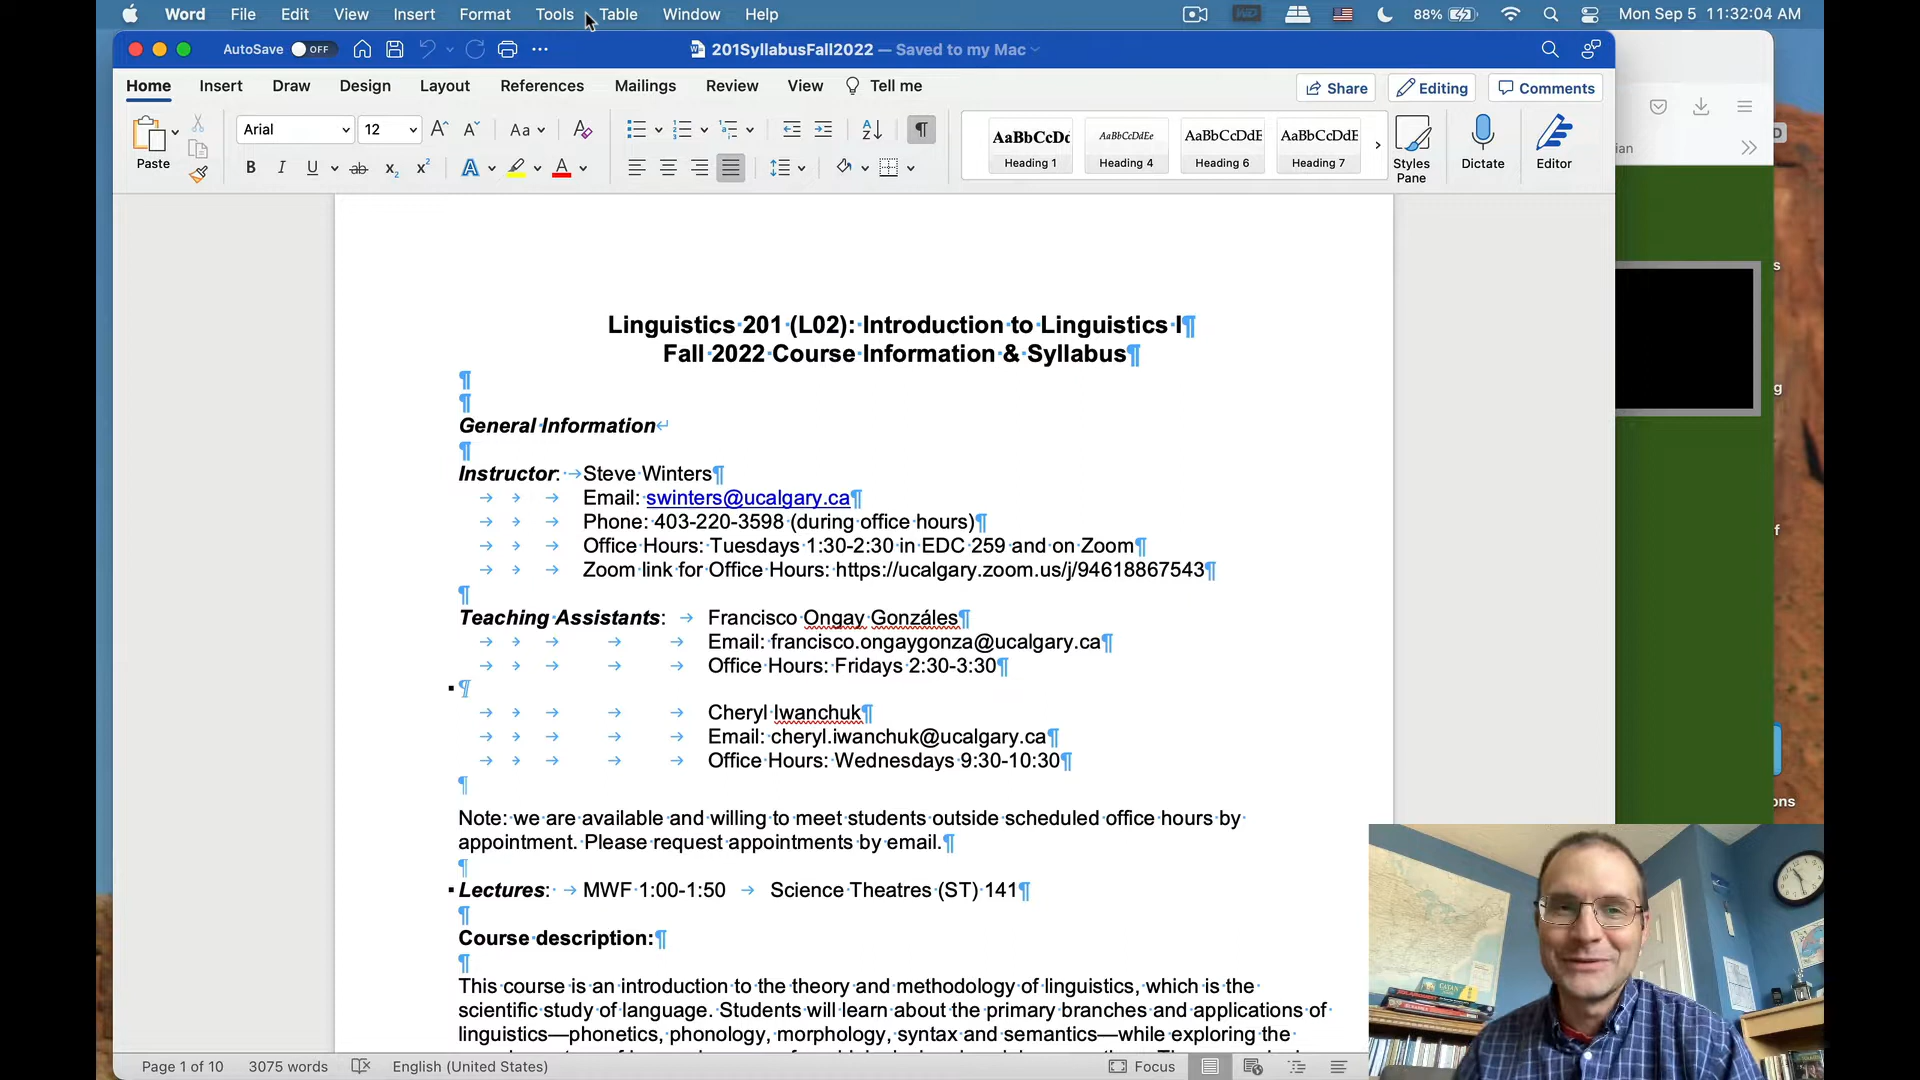 Word File Edit View Insert Format Tools Table Window Help 88% Mon Sep 5 11:32:04 AM
AutoSave OFF 201SyllabusFall2022 — Saved to my Mac
Home Insert Draw Design Layout References Mailings Review View Tell me Share Editing Comments
Paste Arial 12 Aa AaBbCcDd AaBbCcDdEe AaBbCcDdE AaBbCcDdE
Heading 1 Heading 4 Heading 6 Heading 7 Styles Pane Dictate Editor
Linguistics 201 (L02): Introduction to Linguistics I¶
Fall 2022 Course Information & Syllabus¶
¶
¶
General Information↵
¶
Instructor: →Steve Winters¶
→ → → Email: swinters@ucalgary.ca¶
→ → → Phone: 403-220-3598 (during office hours)¶
→ → → Office Hours: Tuesdays 1:30-2:30 in EDC 259 and on Zoom¶
→ → → Zoom link for Office Hours: https://ucalgary.zoom.us/j/94618867543¶
¶
Teaching Assistants: → Francisco Ongay Gonzáles¶
→ → → → → Email: francisco.ongaygonza@ucalgary.ca¶
→ → → → → Office Hours: Fridays 2:30-3:30¶
¶
→ → → → → Cheryl Iwanchuk¶
→ → → → → Email: cheryl.iwanchuk@ucalgary.ca¶
→ → → → → Office Hours: Wednesdays 9:30-10:30¶
¶
Note: we are available and willing to meet students outside scheduled office hours by
appointment. Please request appointments by email.¶
¶
Lectures: → MWF 1:00-1:50 → Science Theatres (ST) 141¶
¶
Course description:¶
¶
This course is an introduction to the theory and methodology of linguistics, which is the
scientific study of language. Students will learn about the primary branches and applications of
linguistics—phonetics, phonology, morphology, syntax and semantics—while exploring the
Page 1 of 10 3075 words English (United States) Focus
CATAN